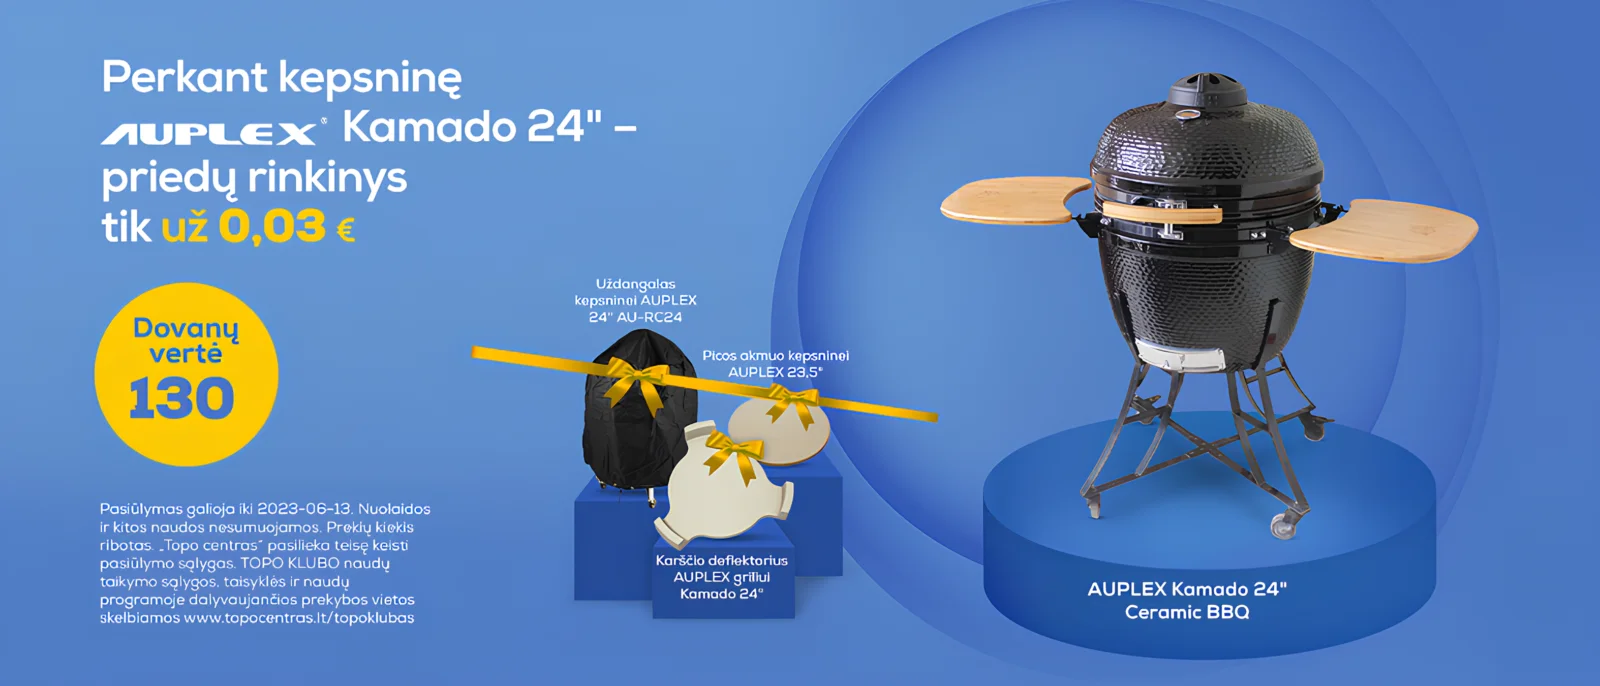 Perkant kepsninę
AUPLEX® Kamado 24" –
priedų rinkinys
tik už 0,03 €
Dovanų
vertė
130
Uždangalas
kepsninei AUPLEX
24" AU-RC24
Picos akmuo kepsninei
AUPLEX 23,5"
Karščio deflektorius
AUPLEX griliui
Kamado 24"
AUPLEX Kamado 24"
Ceramic BBQ
Pasiūlymas galioja iki 2023-06-13. Nuolaidos
ir kitos naudos nesumuojamos. Prekių kiekis
ribotas. „Topo centras“ pasilieka teisę keisti
pasiūlymo sąlygas. TOPO KLUBO naudų
taikymo sąlygos, taisyklės ir naudų
programoje dalyvaujančios prekybos vietos
skelbiamos www.topocentras.lt/topoklubas